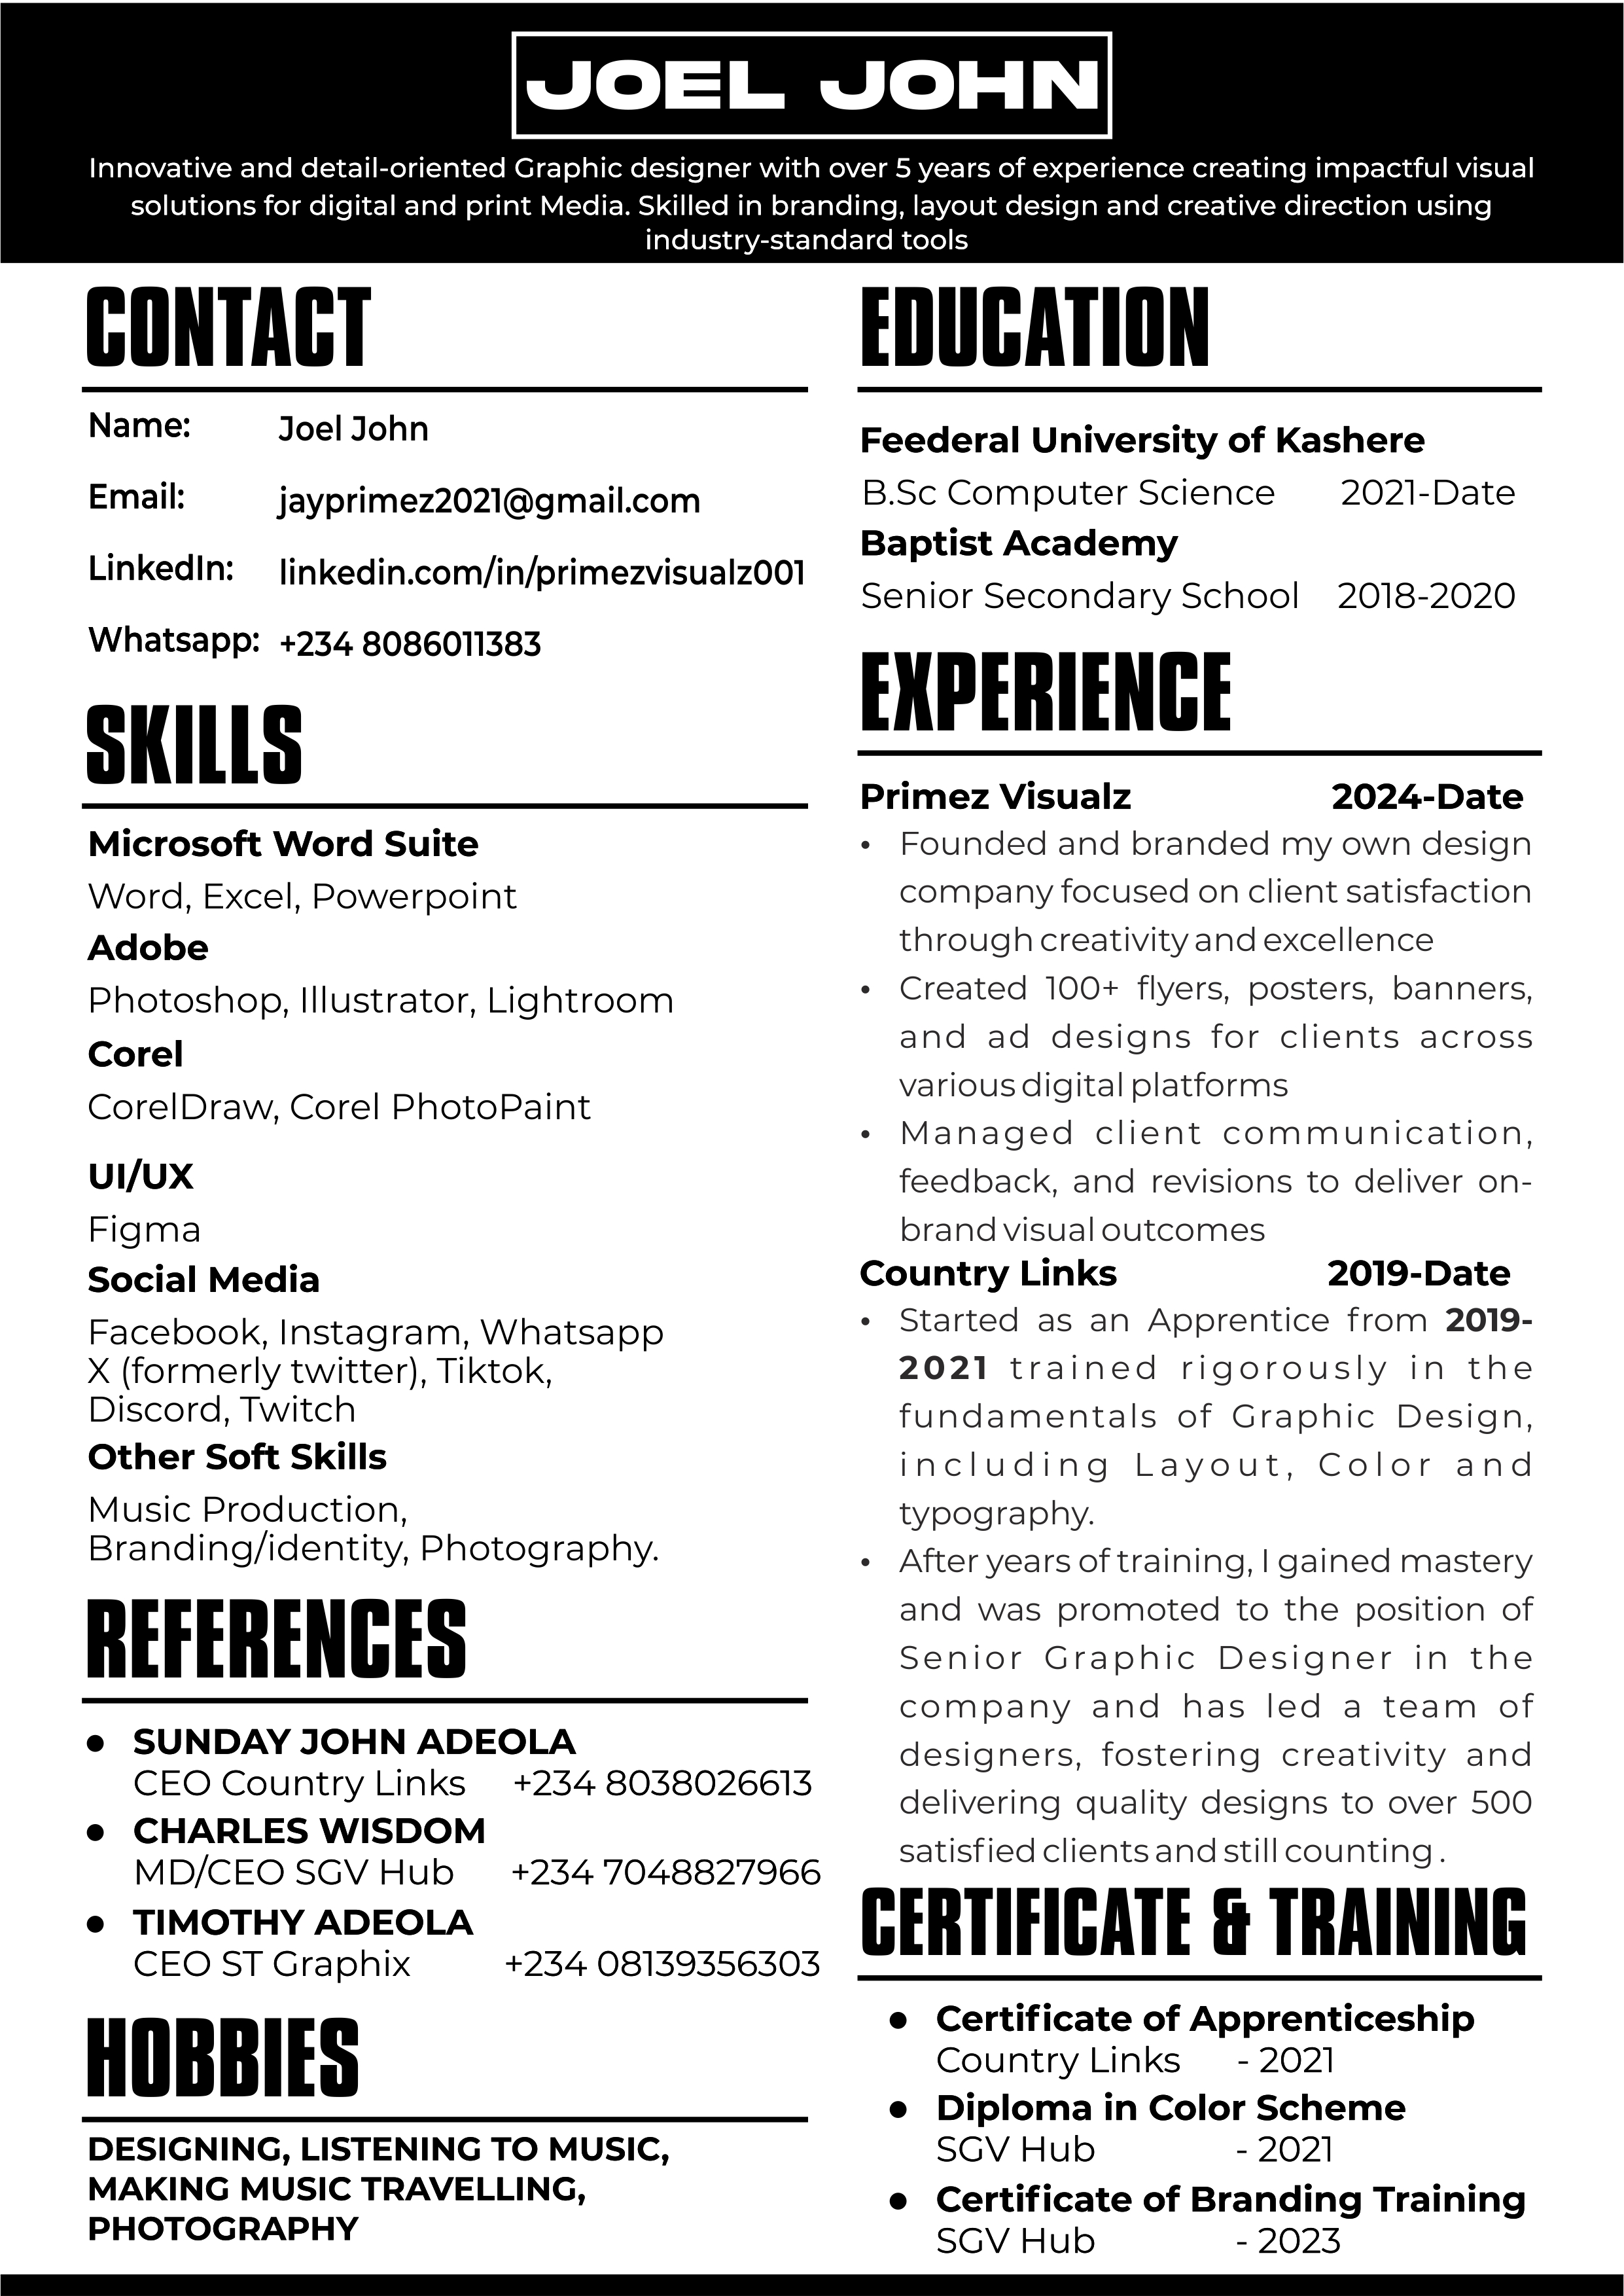 JOEL JOHN
Innovative and detail-oriented Graphic designer with over 5 years of experience creating impactful visual
solutions for digital and print Media. Skilled in branding, layout design and creative direction using
industry-standard tools
CONTACT
Name: Joel John
Email: jayprimez2021@gmail.com
LinkedIn: linkedin.com/in/primezvisualz001
Whatsapp: +234 8086011383
SKILLS
Microsoft Word Suite
Word, Excel, Powerpoint
Adobe
Photoshop, Illustrator, Lightroom
Corel
CorelDraw, Corel PhotoPaint
UI/UX
Figma
Social Media
Facebook, Instagram, Whatsapp
X (formerly twitter), Tiktok,
Discord, Twitch
Other Soft Skills
Music Production,
Branding/identity, Photography.
REFERENCES
● SUNDAY JOHN ADEOLA
CEO Country Links +234 8038026613
● CHARLES WISDOM
MD/CEO SGV Hub +234 7048827966
● TIMOTHY ADEOLA
CEO ST Graphix +234 08139356303
HOBBIES
DESIGNING, LISTENING TO MUSIC,
MAKING MUSIC TRAVELLING,
PHOTOGRAPHY
EDUCATION
Feederal University of Kashere
B.Sc Computer Science 2021-Date
Baptist Academy
Senior Secondary School 2018-2020
EXPERIENCE
Primez Visualz 2024-Date
• Founded and branded my own design
company focused on client satisfaction
through creativity and excellence
• Created 100+ flyers, posters, banners,
and ad designs for clients across
various digital platforms
• Managed client communication,
feedback, and revisions to deliver on-
brand visual outcomes
Country Links 2019-Date
• Started as an Apprentice from 2019-
2021 trained rigorously in the
fundamentals of Graphic Design,
including Layout, Color and
typography.
• After years of training, I gained mastery
and was promoted to the position of
Senior Graphic Designer in the
company and has led a team of
designers, fostering creativity and
delivering quality designs to over 500
satisfied clients and still counting .
CERTIFICATE & TRAINING
● Certificate of Apprenticeship
Country Links - 2021
● Diploma in Color Scheme
SGV Hub - 2021
● Certificate of Branding Training
SGV Hub - 2023